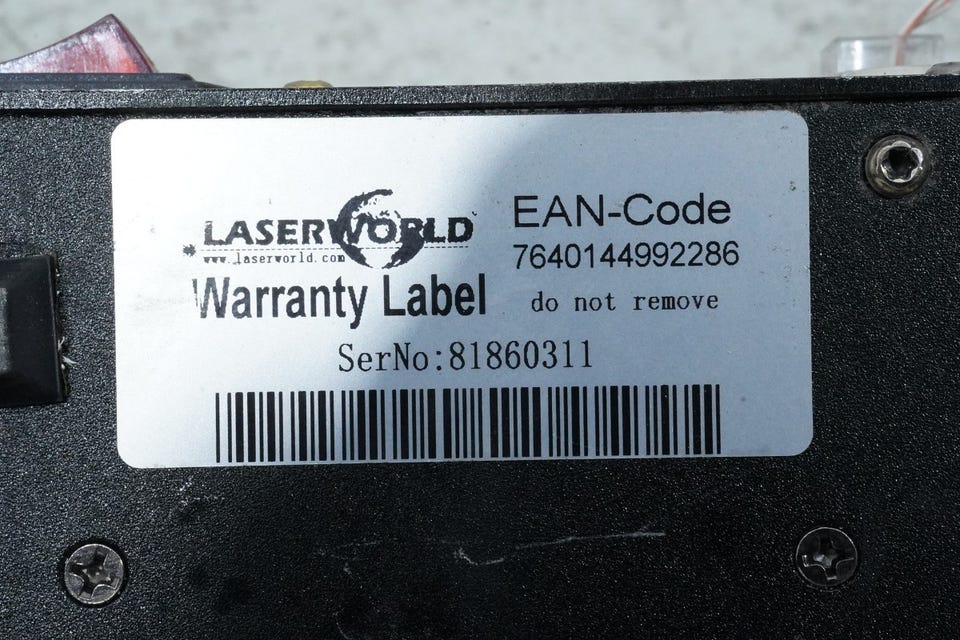 LASERWORLD
www.laserworld.com
Warranty Label
EAN-Code
7640144992286
do not remove
SerNo:81860311